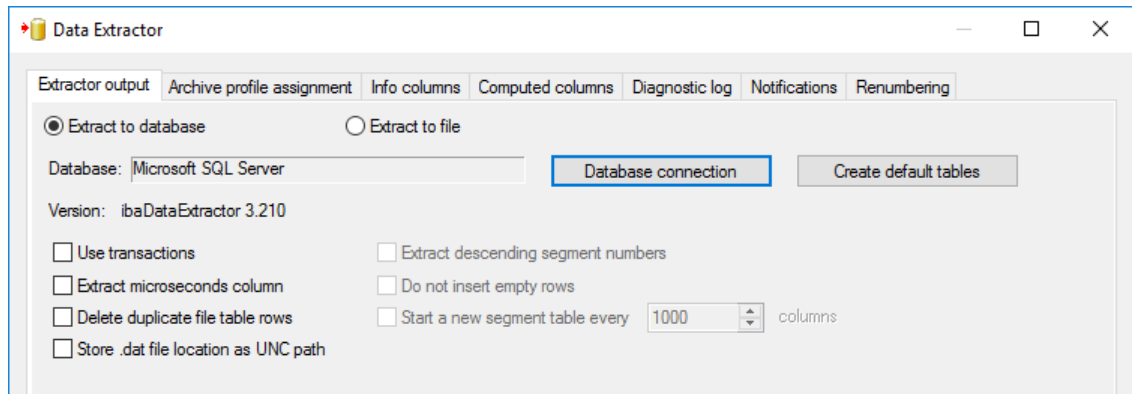 Data Extractor
Extractor output Archive profile assignment Info columns Computed columns Diagnostic log Notifications Renumbering
Extract to database Extract to file
Database: Microsoft SQL Server Database connection Create default tables
Version: ibaDataExtractor 3.210
Use transactions Extract descending segment numbers
Extract microseconds column Do not insert empty rows
Delete duplicate file table rows Start a new segment table every 1000 columns
Store .dat file location as UNC path